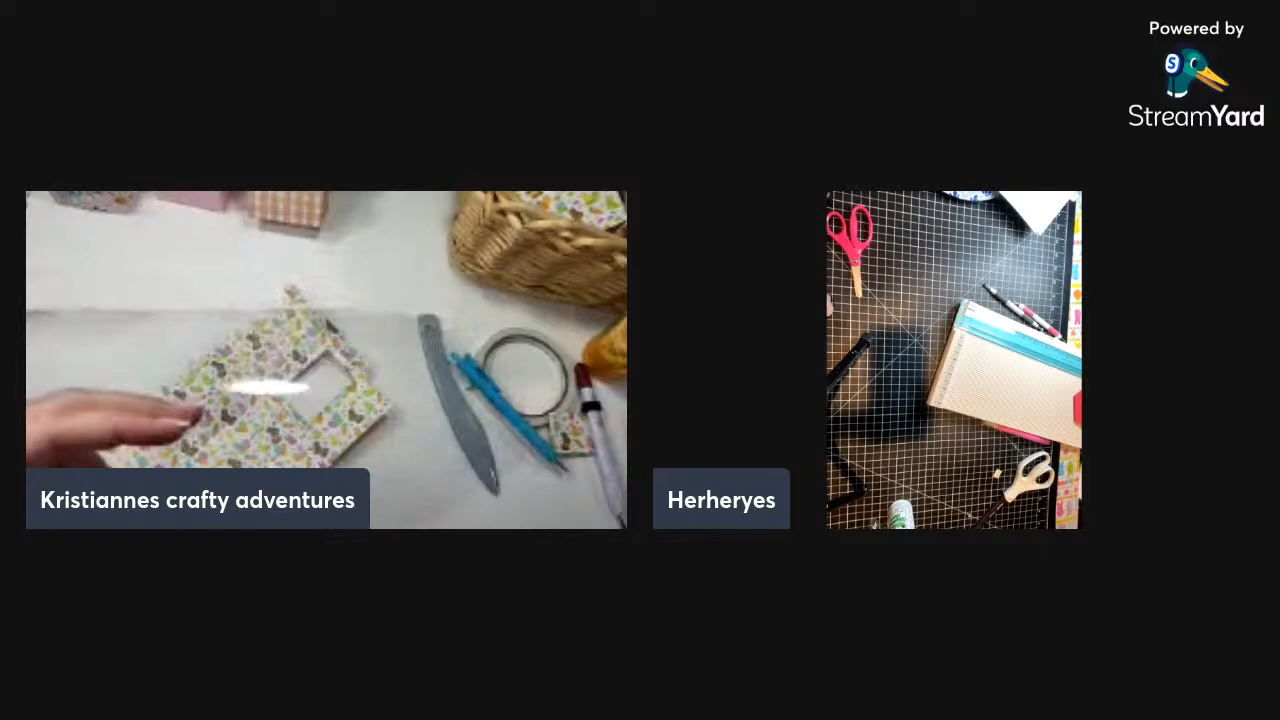 Powered by
S
StreamYard
Kristiannes crafty adventures
Herheryes